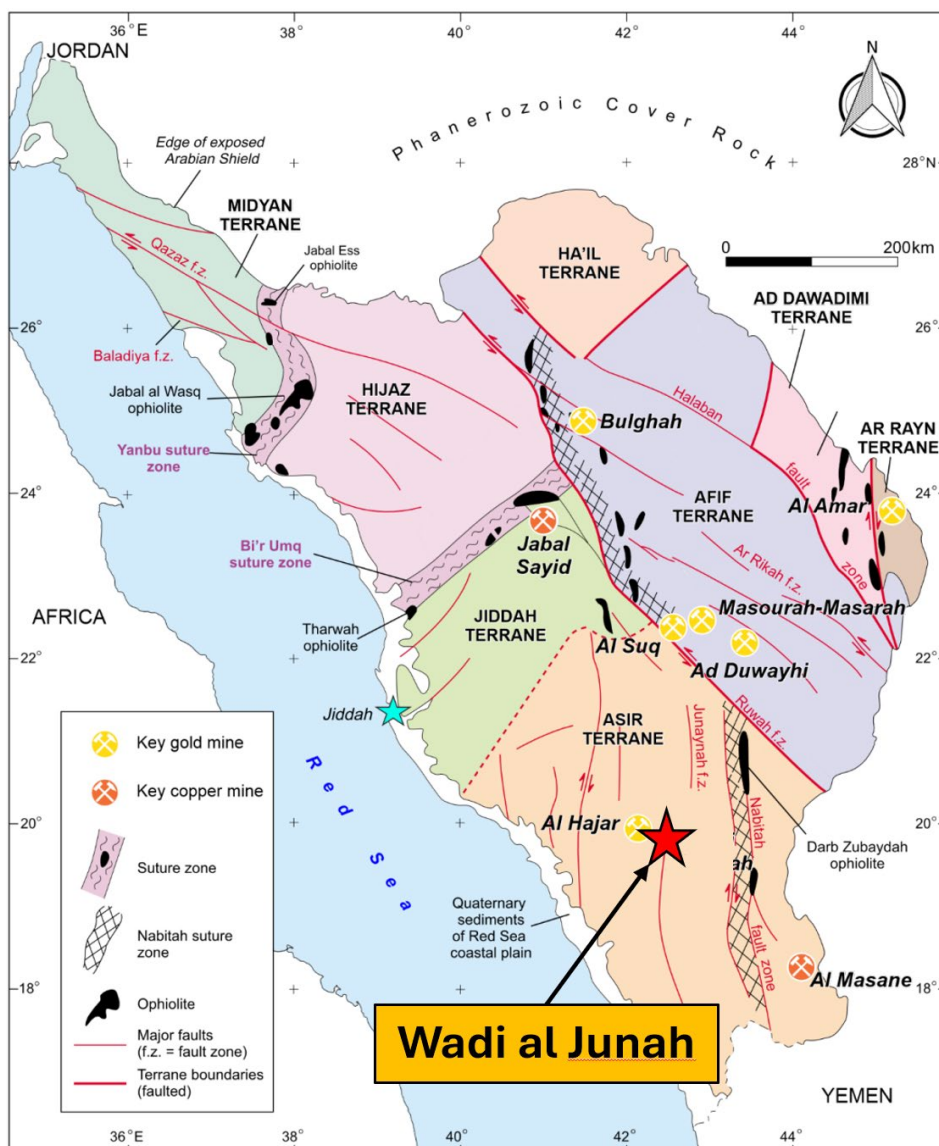 36°E
38
40
42
44
JORDAN
N
Phanerozoic Cover Rock
Edge of exposed
Arabian Shield
28°N
MIDYAN
TERRANE
Qazaz f.z.
Jabal Ess
ophiolite
HA'IL
TERRANE
0
200km
AD DAWADIMI
TERRANE
26
26
Baladiya f.z.
Jabal al Wasq
ophiolite
HIJAZ
TERRANE
Halaban
fault
zone
Bulghah
AR RAYN
TERRANE
Yanbu suture
zone
24
24
AFIF
TERRANE
Al Amar
Bi'r Umq
suture zone
Jabal
Sayid
Ar Rikah f.z.
AFRICA
Masourah-Masarah
Tharwah
ophiolite
JIDDAH
TERRANE
22
22
Al Suq
Ad Duwayhi
Jiddah
ASIR
TERRANE
Junaynah f.z.
Ruwah f.z.
Key gold mine
Red Sea
Key copper mine
20
20
Al Hajar
Nabitah
fault zone
Darb Zubaydah
ophiolite
ah
Suture zone
Quaternary
sediments
of Red Sea
coastal plain
Nabitah suture
zone
18
18
Al Masane
Ophiolite
Major faults
(f.z. = fault zone)
Terrane boundaries
(faulted)
Wadi al Junah
YEMEN
36°E
38
40
42
44